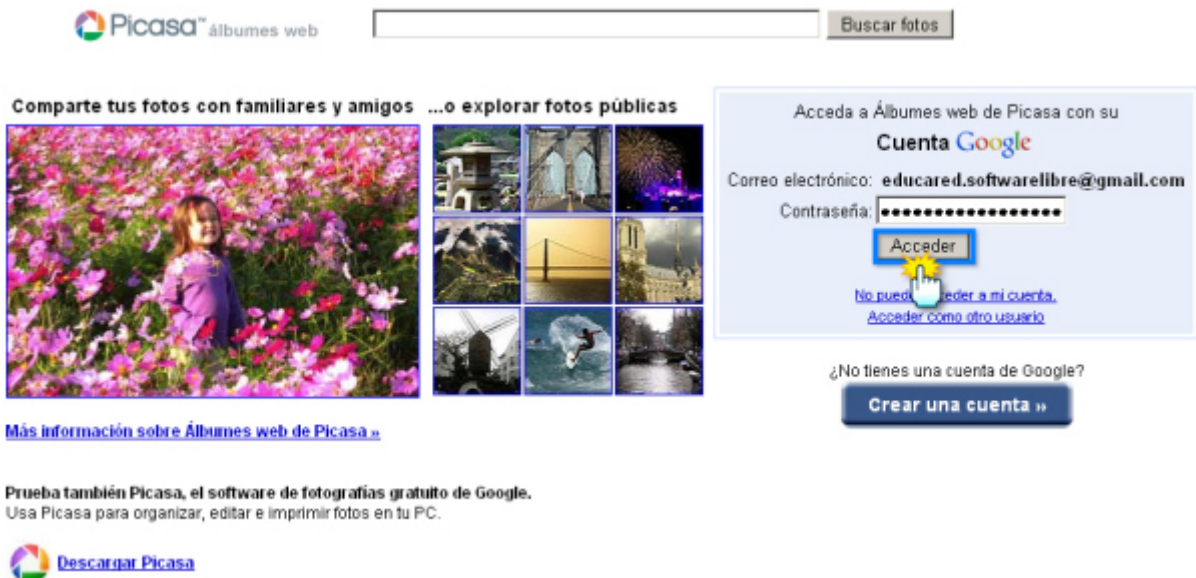 Picasa™ álbumes web
Buscar fotos
Comparte tus fotos con familiares y amigos
...o explorar fotos públicas
Acceda a Álbumes web de Picasa con su
Cuenta Google
Correo electrónico: educared.softwarelibre@gmail.com
Contraseña: •••••••••••••••••
Acceder
No puedo acceder a mi cuenta.
Acceder como otro usuario
¿No tienes una cuenta de Google?
Crear una cuenta »
Más información sobre Álbumes web de Picasa »
Prueba también Picasa, el software de fotografías gratuito de Google.
Usa Picasa para organizar, editar e imprimir fotos en tu PC.
Descargar Picasa